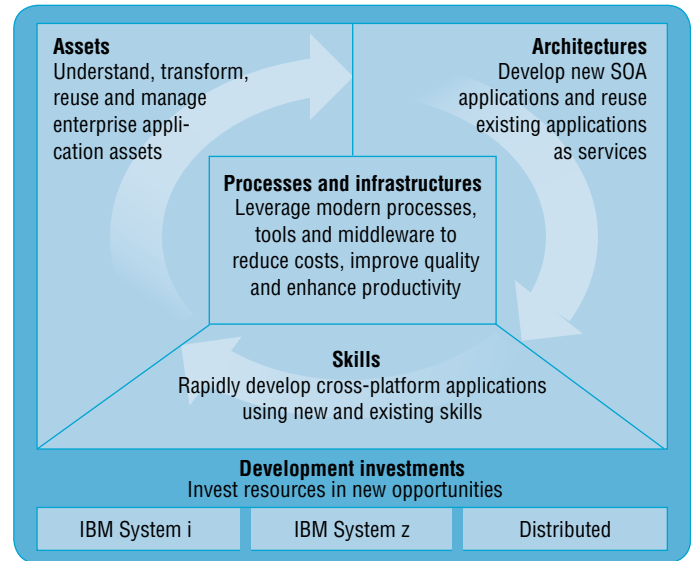 Assets
Understand, transform,
reuse and manage
enterprise appli-
cation assets
Architectures
Develop new SOA
applications and reuse
existing applications
as services
Processes and infrastructures
Leverage modern processes,
tools and middleware to
reduce costs, improve quality
and enhance productivity
Skills
Rapidly develop cross-platform applications
using new and existing skills
Development investments
Invest resources in new opportunities
IBM System i
IBM System z
Distributed